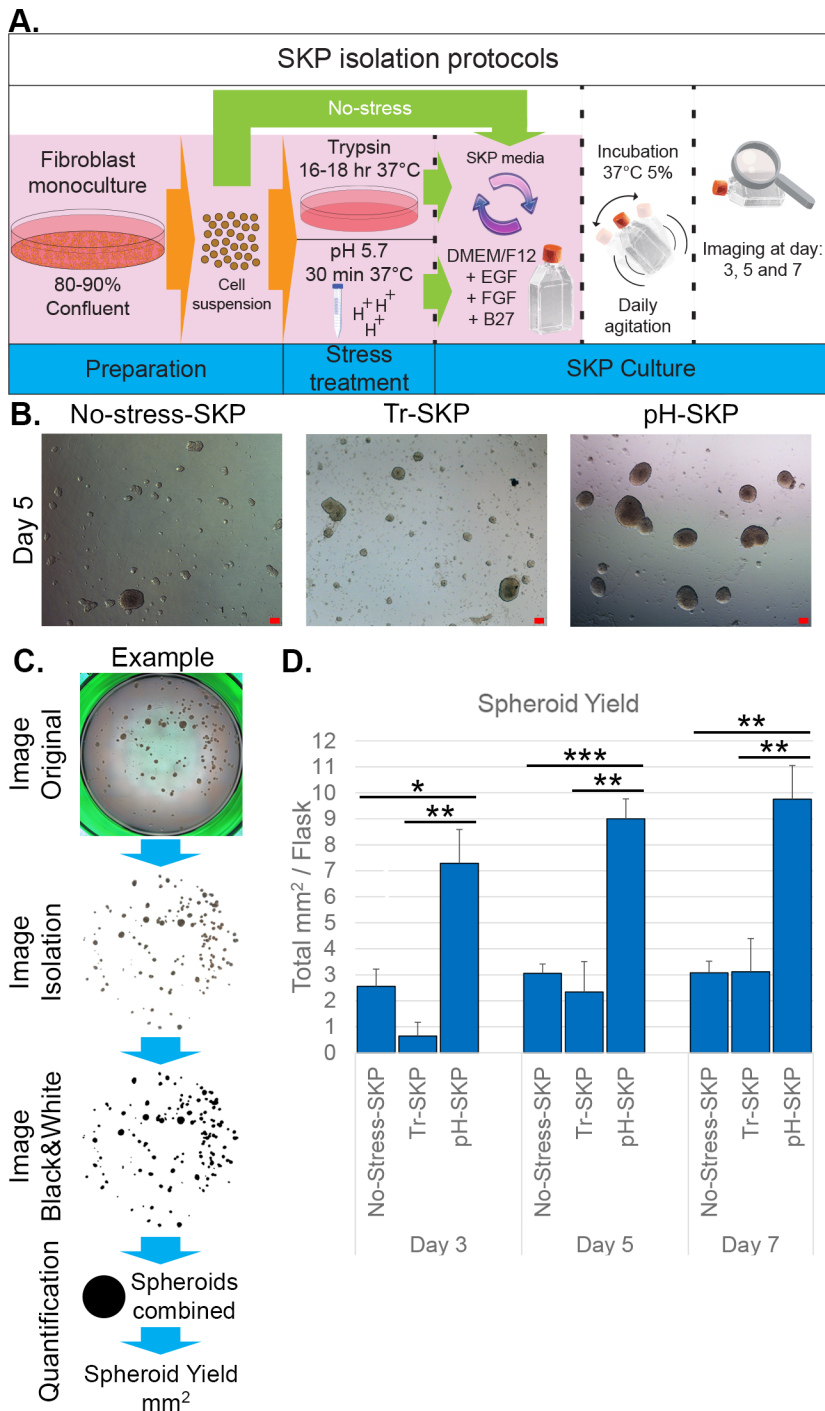 A.
SKP isolation protocols
No-stress
Fibroblast
monoculture
80-90%
Confluent
Cell
suspension
Trypsin
16-18 hr 37°C
pH 5.7
30 min 37°C
H+ H+
H+
SKP media
DMEM/F12
+ EGF
+ FGF
+ B27
Incubation
37°C 5%
Daily
agitation
Imaging at day:
3, 5 and 7
Preparation
Stress
treatment
SKP Culture
B.
No-stress-SKP
Tr-SKP
pH-SKP
Day 5
C.
Example
Image
Original
Image
Isolation
Image
Black&White
Quantification
Spheroids
combined
Spheroid Yield
mm²
D.
Spheroid Yield
Total mm² / Flask
12
11
10
9
8
7
6
5
4
3
2
1
0
*
**
***
**
**
**
No-Stress-SKP
Tr-SKP
pH-SKP
No-Stress-SKP
Tr-SKP
pH-SKP
No-Stress-SKP
Tr-SKP
pH-SKP
Day 3
Day 5
Day 7